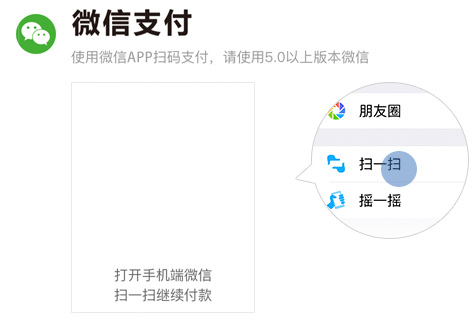 微信支付
使用微信APP扫码支付，请使用5.0以上版本微信
朋友圈
扫一扫
摇一摇
打开手机端微信
扫一扫继续付款